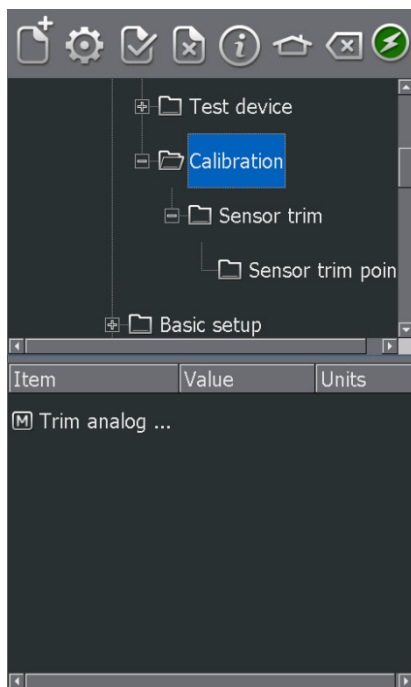 Test device
Calibration
Sensor trim
Sensor trim poin
Basic setup
Item Value Units
M Trim analog ...